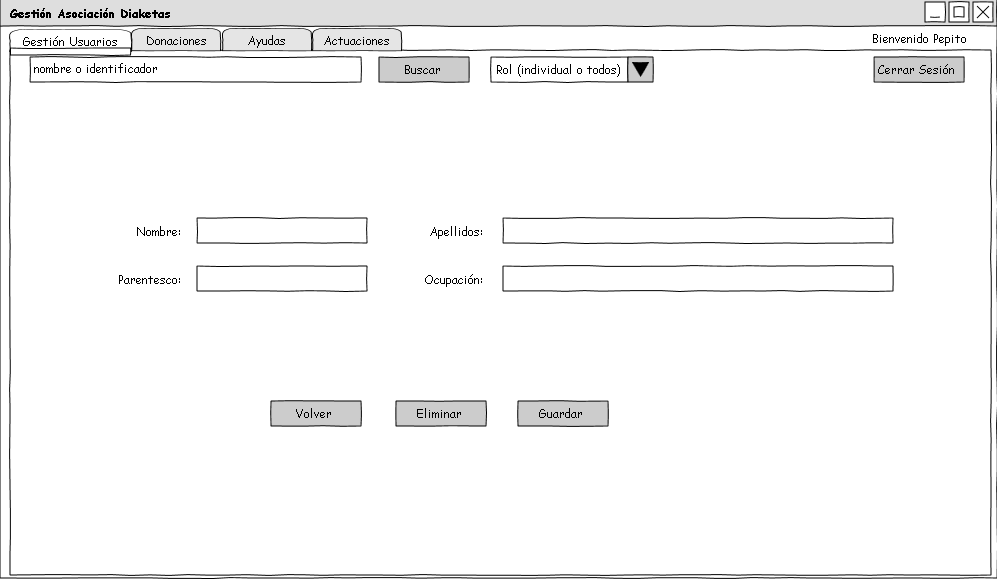 Gestión Asociación Diaketas
Gestión Usuarios Donaciones Ayudas Actuaciones Bienvenido Pepito
nombre o identificador Buscar Rol (individual o todos) Cerrar Sesión
Nombre: Apellidos:
Parentesco: Ocupación:
Volver Eliminar Guardar